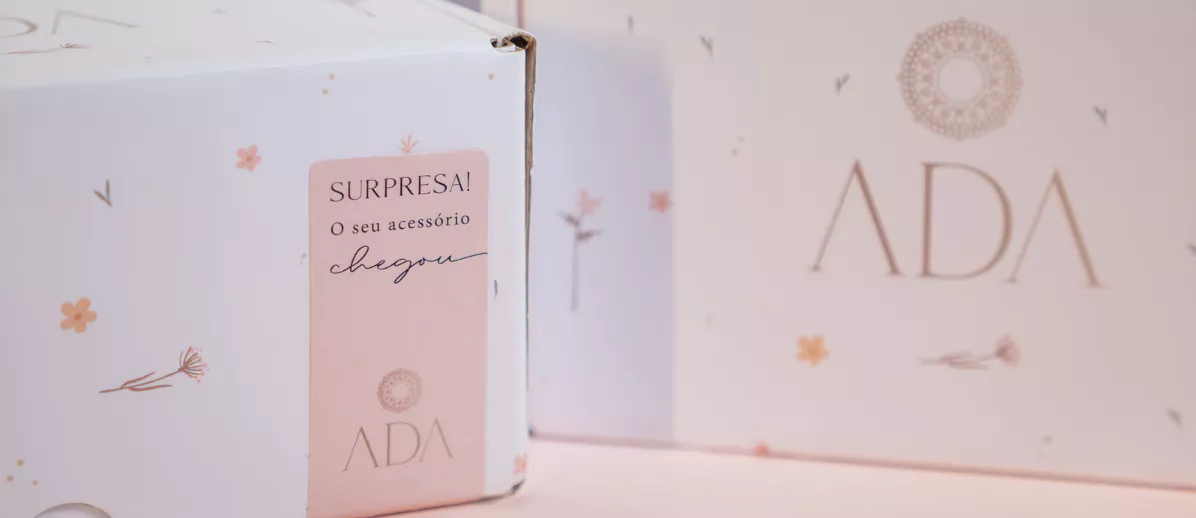 SURPRESA!
O seu acessório
chegou
ADA
ADA